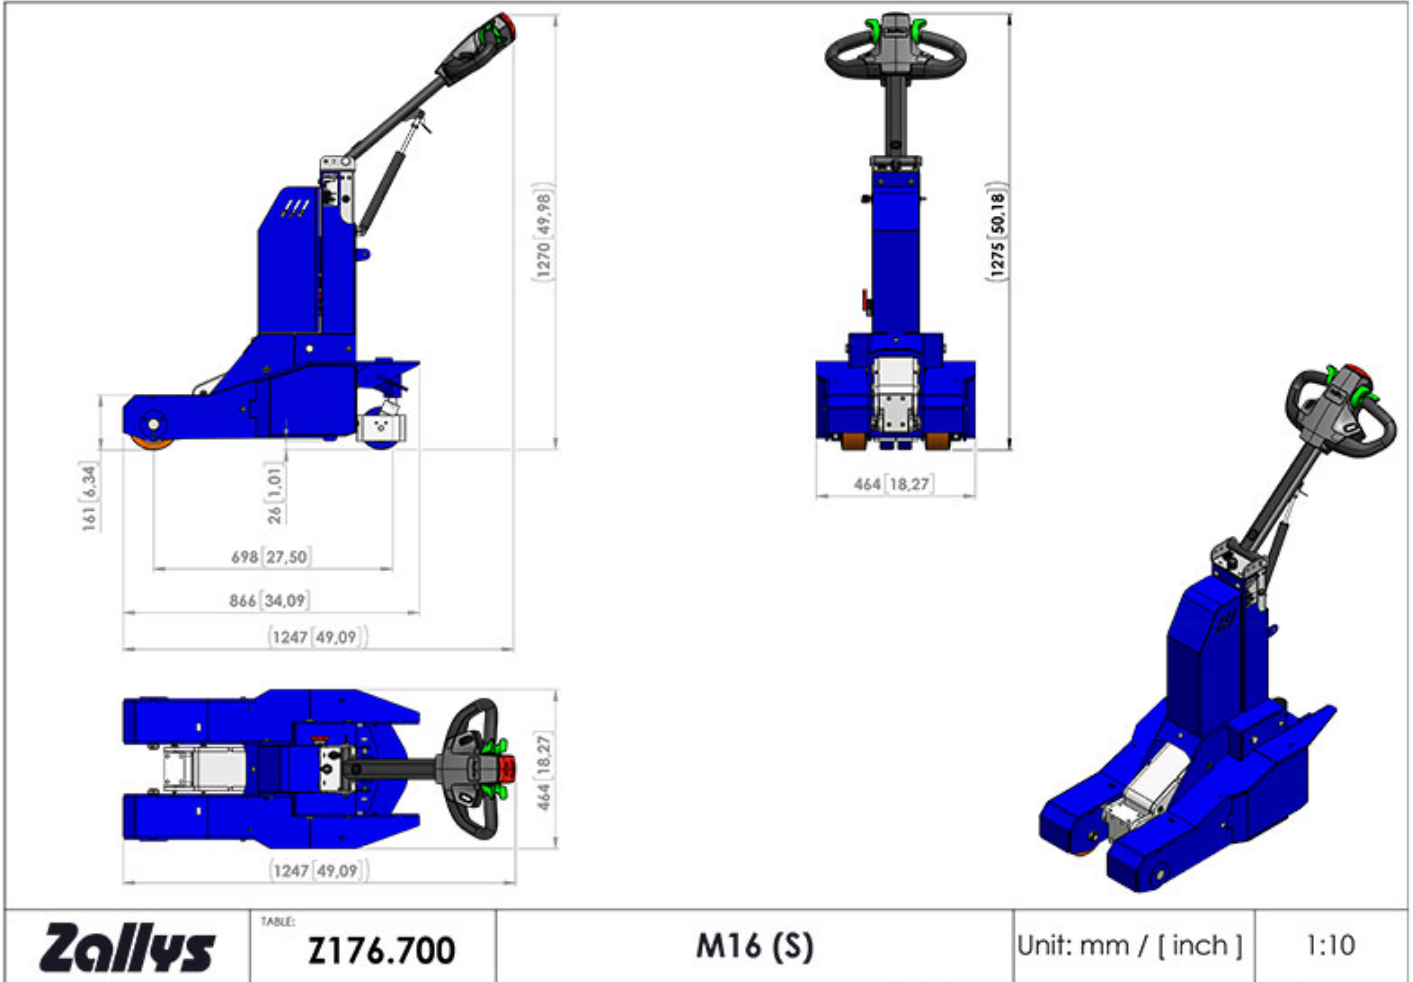 (1270[49,98])
(1275[50,18])
161[6,34]
26[1,01]
464[18,27]
698[27,50]
866[34,09]
(1247[49,09])
464[18,27]
(1247[49,09])
Zallys
TABLE:
Z176.700
M16 (S)
Unit: mm / [ inch ]
1:10